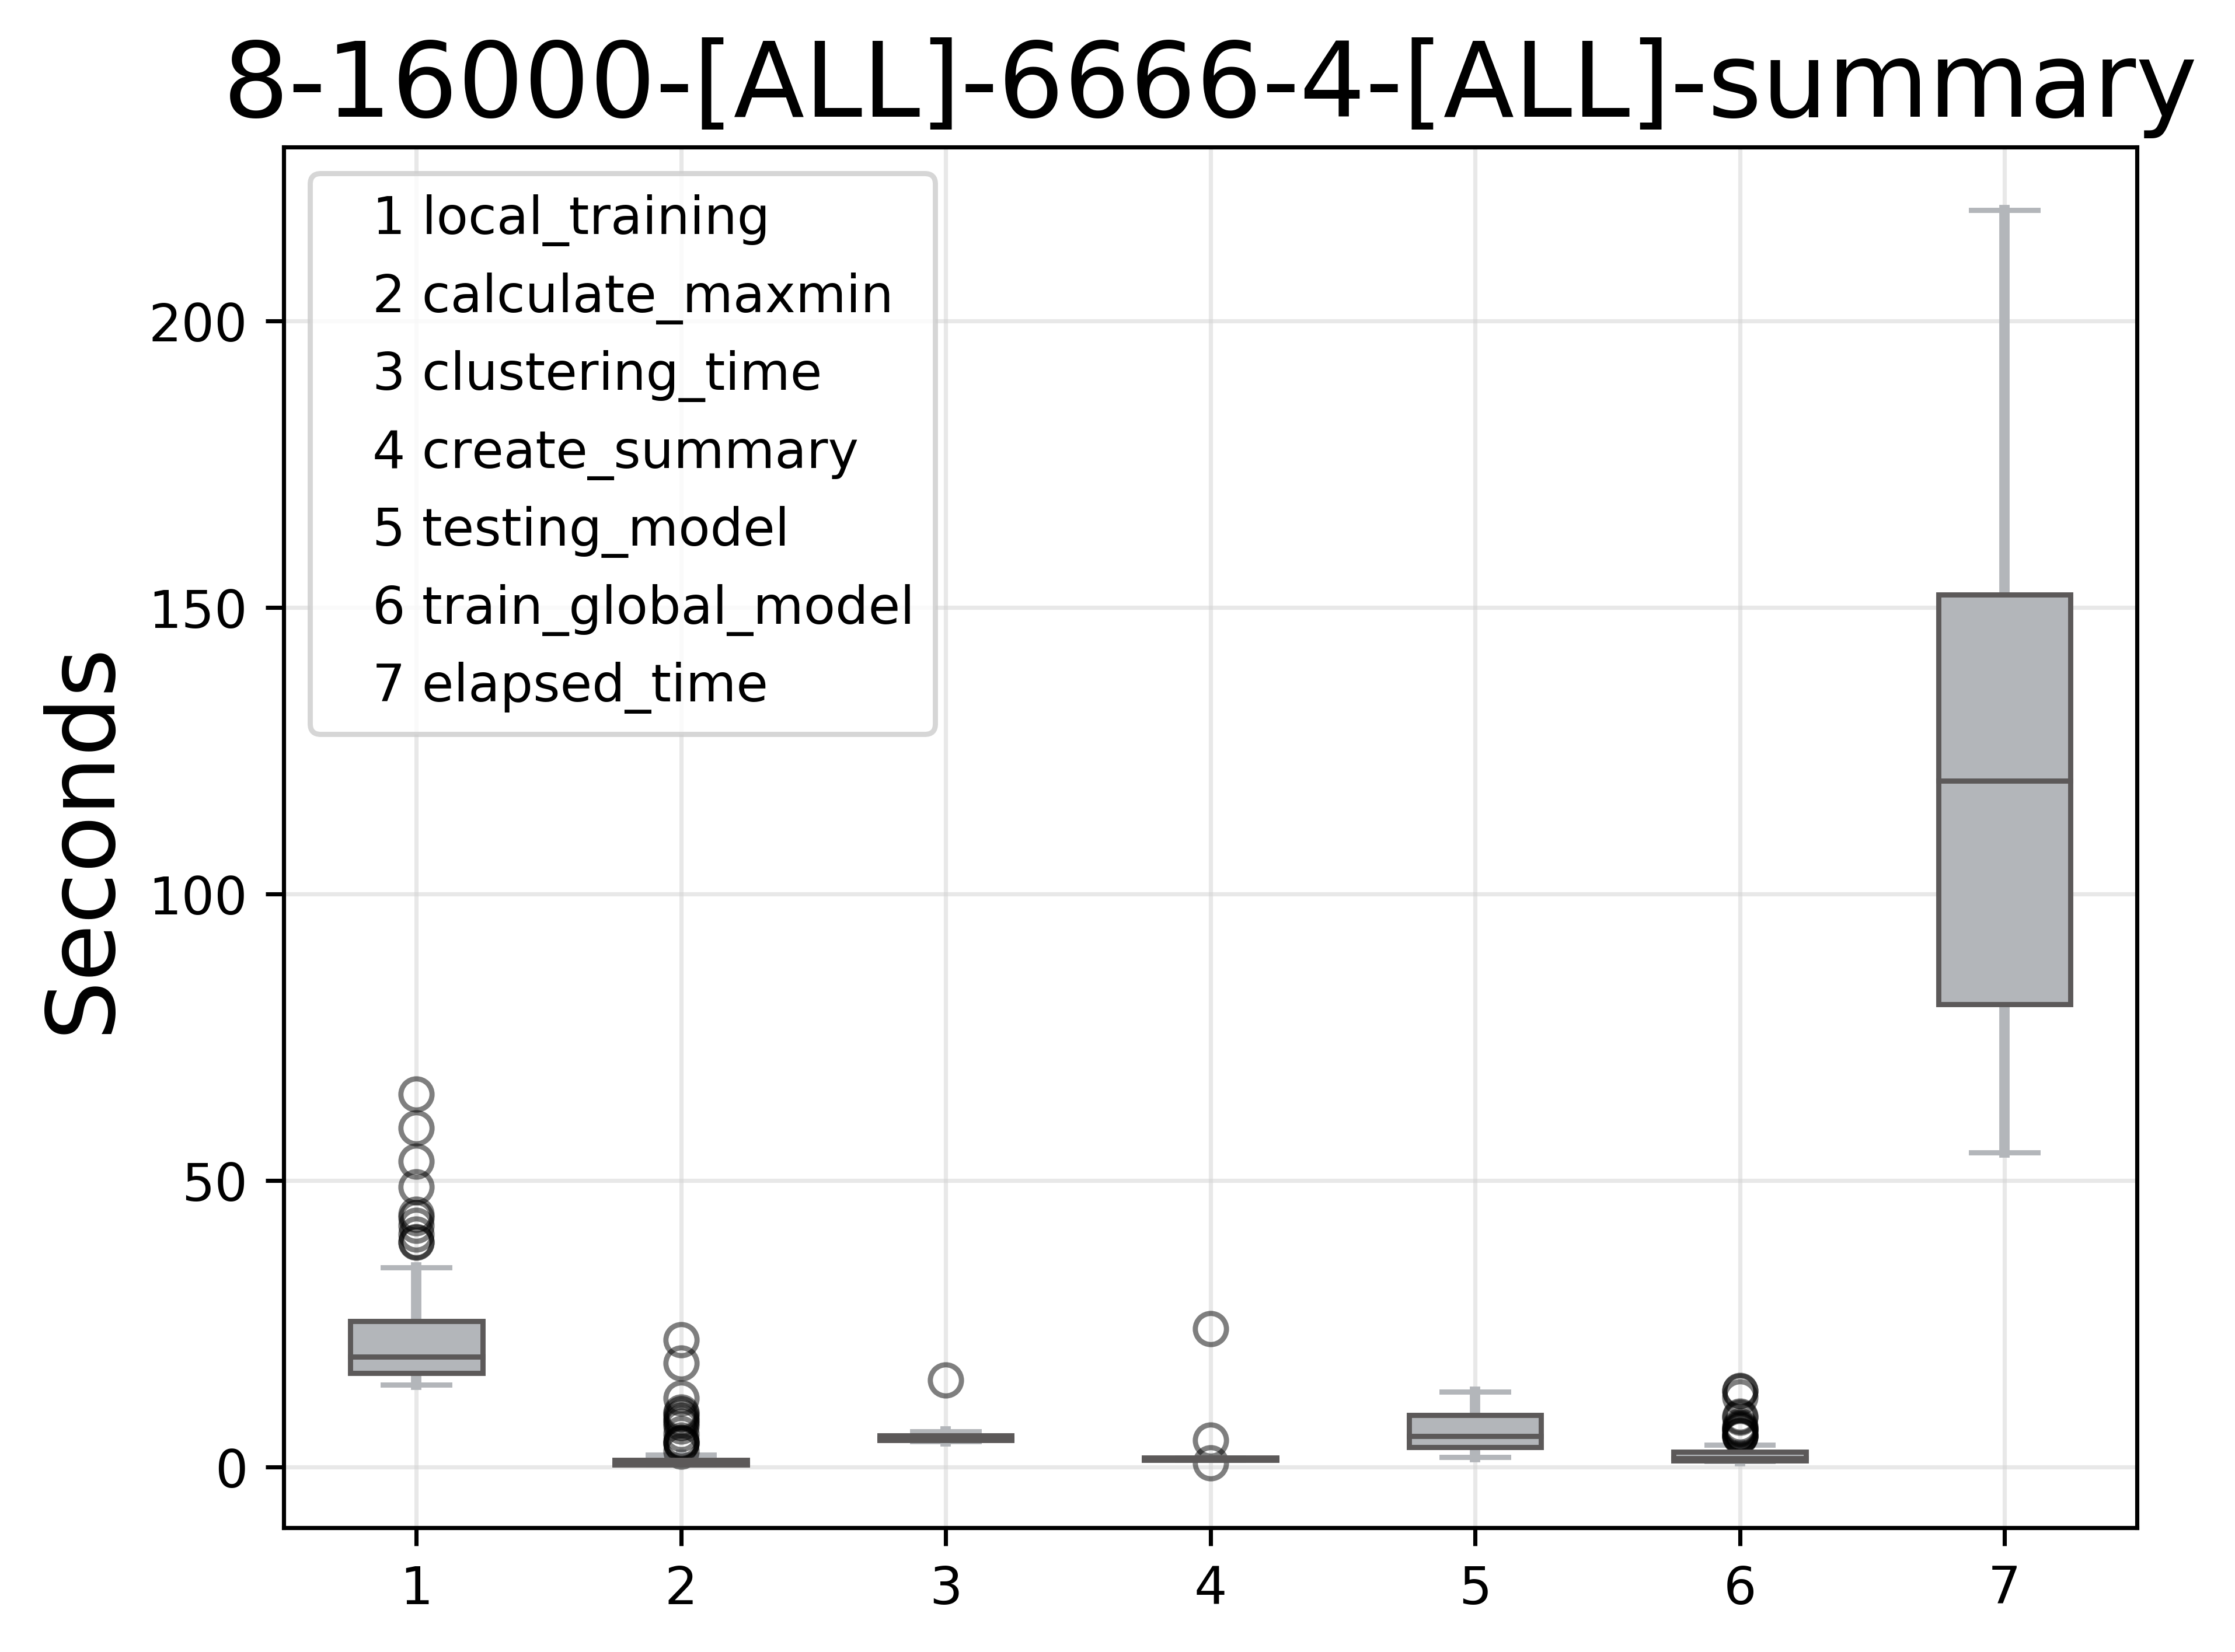 8-16000-[ALL]-6666-4-[ALL]-summary
Seconds
200
150
100
50
0
1 local_training
2 calculate_maxmin
3 clustering_time
4 create_summary
5 testing_model
6 train_global_model
7 elapsed_time
1 2 3 4 5 6 7